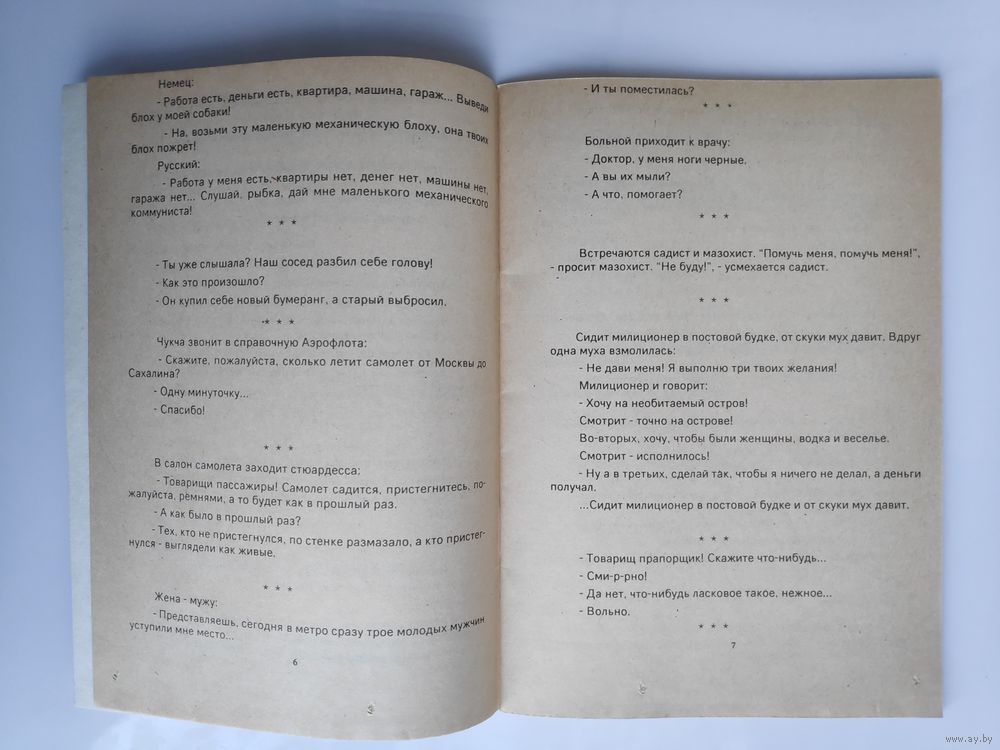 Немец:
- Работа есть, деньги есть, квартира, машина, гараж... Выведи
блох у моей собаки!
- На, возьми эту маленькую механическую блоху, она твоих
блох пожрет!
Русский:
- Работа у меня есть, квартиры нет, денег нет, машины нет,
гаража нет... Слушай, рыбка, дай мне маленького механического
коммуниста!
* * *
- Ты уже слышала? Наш сосед разбил себе голову!
- Как это произошло?
- Он купил себе новый бумеранг, а старый выбросил.
* * *
Чукча звонит в справочную Аэрофлота:
- Скажите, пожалуйста, сколько летит самолет от Москвы до
Сахалина?
- Одну минуточку...
- Спасибо!
* * *
В салон самолета заходит стюардесса:
- Товарищи пассажиры! Самолет садится, пристегнитесь, по-
жалуйста, ремнями, а то будет как в прошлый раз.
- А как было в прошлый раз?
- Тех, кто не пристегнулся, по стенке размазало, а кто пристег-
нулся - выглядели как живые.
* * *
Жена - мужу:
- Представляешь, сегодня в метро сразу трое молодых мужчин
уступили мне место...
6
- И ты поместилась?
* * *
Больной приходит к врачу:
- Доктор, у меня ноги черные.
- А вы их мыли?
- А что, помогает?
* * *
Встречаются садист и мазохист. "Помучь меня, помучь меня!",
- просит мазохист. "Не буду!", - усмехается садист.
* * *
Сидит милиционер в постовой будке, от скуки мух давит. Вдруг
одна муха взмолилась:
- Не дави меня! Я выполню три твоих желания!
Милиционер и говорит:
- Хочу на необитаемый остров!
Смотрит - точно на острове!
Во-вторых, хочу, чтобы были женщины, водка и веселье.
Смотрит - исполнилось!
- Ну а в третьих, сделай так, чтобы я ничего не делал, а деньги
получал.
...Сидит милиционер в постовой будке и от скуки мух давит.
* * *
- Товарищ прапорщик! Скажите что-нибудь...
- Сми-р-рно!
- Да нет, что-нибудь ласковое такое, нежное...
- Вольно.
* * *
7
www.ay.by